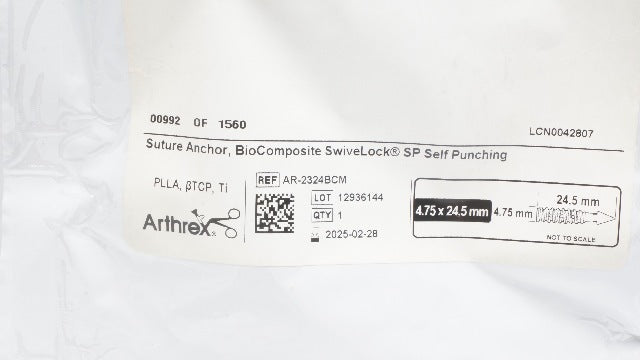 00992 OF 1560
LCN0042807
Suture Anchor, BioComposite SwiveLock® SP Self Punching
PLLA, βTCP, Ti
REF AR-2324BCM
LOT 12936144
QTY 1
2025-02-28
Arthrex®
4.75 x 24.5 mm
4.75 mm
24.5 mm
NOT TO SCALE